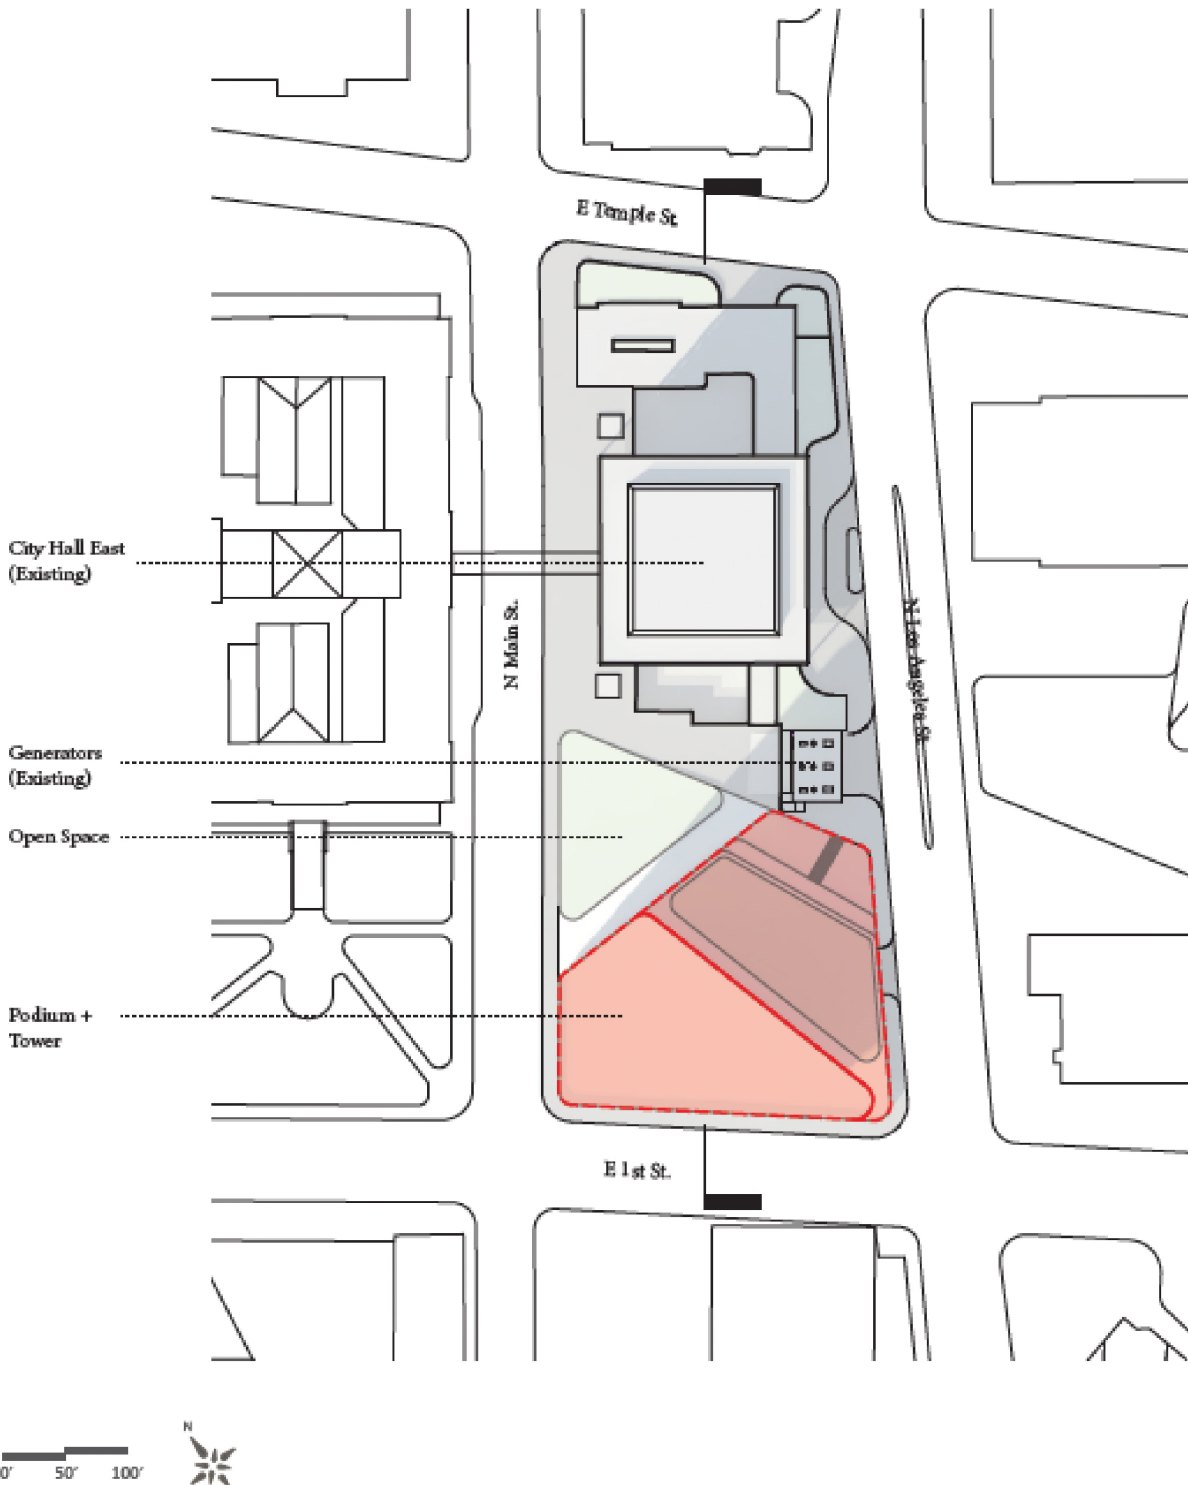 E Temple St.
City Hall East
(Existing)
N Main St.
N Los Angeles St.
Generators
(Existing)
Open Space
Podium +
Tower
E 1st St.
N
0' 50' 100'